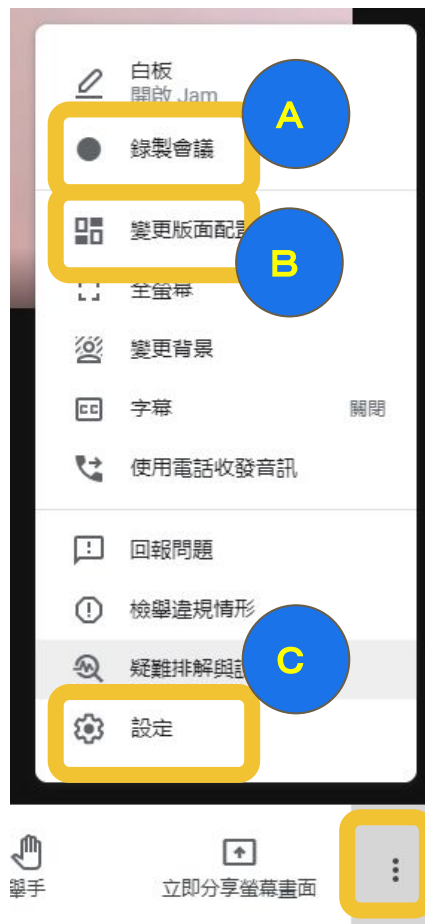 白板
開啟 Jam
A
錄製會議
變更版面配置
B
全螢幕
變更背景
字幕 關閉
使用電話收發音訊
回報問題
檢舉違規情形
C
疑難排解與
設定
舉手 立即分享螢幕畫面